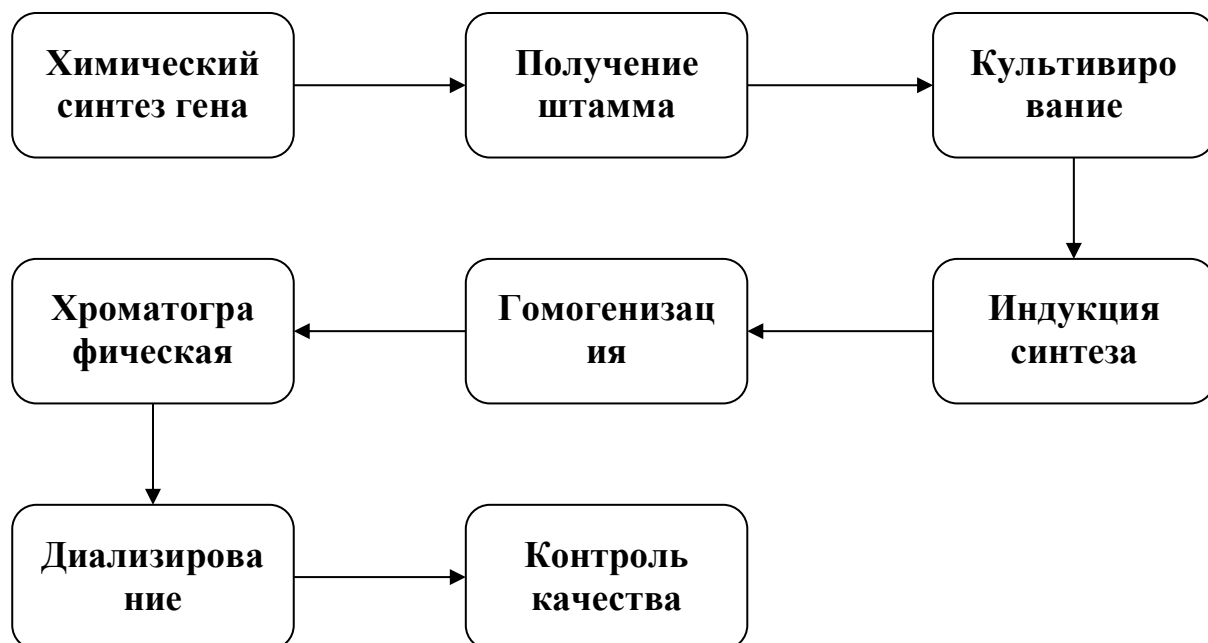 Химический
синтез гена
Получение
штамма
Культивиро
вание
Индукция
синтеза
Гомогенизац
ия
Хроматогра
фическая
Диализирова
ние
Контроль
качества